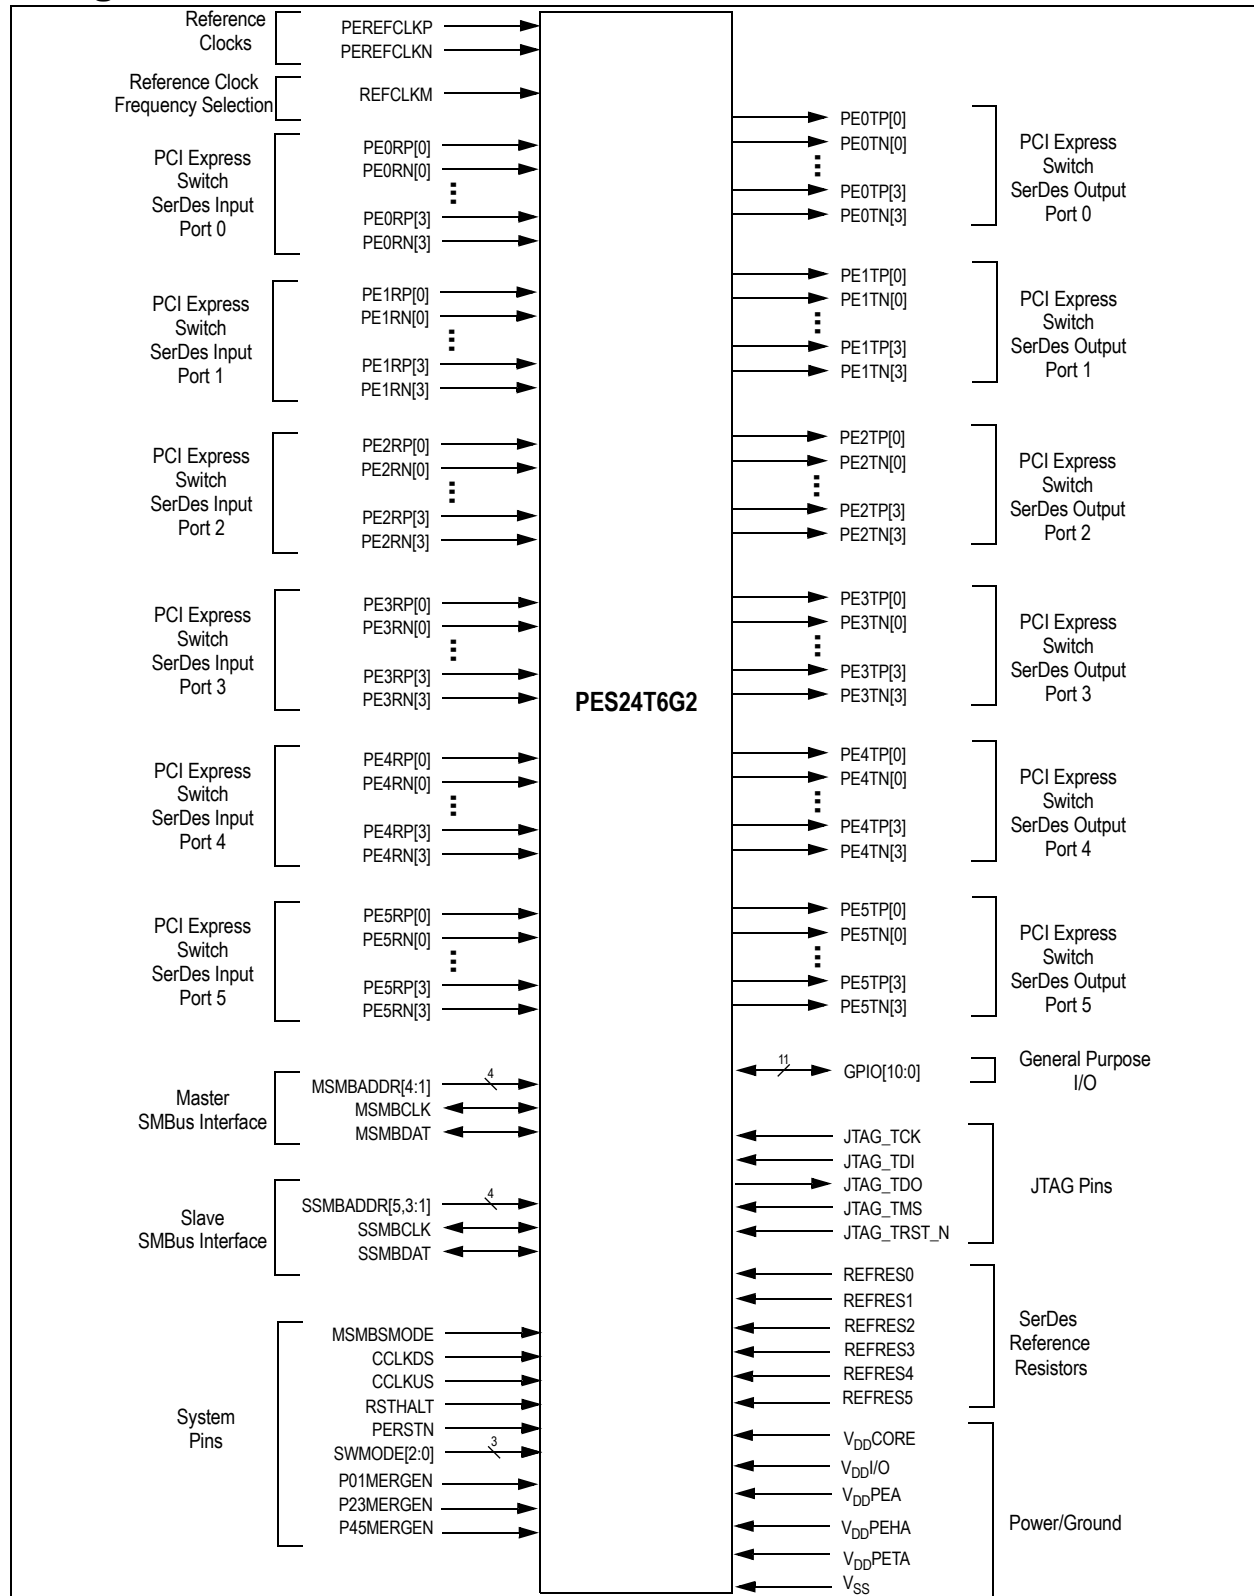 Reference
Clocks
PEREFCLKP
PEREFCLKN
Reference Clock
Frequency Selection
REFCLKM
PCI Express
Switch
SerDes Input
Port 0
PE0RP[0]
PE0RN[0]
PE0RP[3]
PE0RN[3]
PCI Express
Switch
SerDes Input
Port 1
PE1RP[0]
PE1RN[0]
PE1RP[3]
PE1RN[3]
PCI Express
Switch
SerDes Input
Port 2
PE2RP[0]
PE2RN[0]
PE2RP[3]
PE2RN[3]
PCI Express
Switch
SerDes Input
Port 3
PE3RP[0]
PE3RN[0]
PE3RP[3]
PE3RN[3]
PCI Express
Switch
SerDes Input
Port 4
PE4RP[0]
PE4RN[0]
PE4RP[3]
PE4RN[3]
PCI Express
Switch
SerDes Input
Port 5
PE5RP[0]
PE5RN[0]
PE5RP[3]
PE5RN[3]
Master
SMBus Interface
MSMBADDR[4:1]
4
MSMBCLK
MSMBDAT
Slave
SMBus Interface
SSMBADDR[5,3:1]
4
SSMBCLK
SSMBDAT
System
Pins
MSMBSMODE
CCLKDS
CCLKUS
RSTHALT
PERSTN
SWMODE[2:0]
3
P01MERGEN
P23MERGEN
P45MERGEN
PES24T6G2
PE0TP[0]
PE0TN[0]
PE0TP[3]
PE0TN[3]
PCI Express
Switch
SerDes Output
Port 0
PE1TP[0]
PE1TN[0]
PE1TP[3]
PE1TN[3]
PCI Express
Switch
SerDes Output
Port 1
PE2TP[0]
PE2TN[0]
PE2TP[3]
PE2TN[3]
PCI Express
Switch
SerDes Output
Port 2
PE3TP[0]
PE3TN[0]
PE3TP[3]
PE3TN[3]
PCI Express
Switch
SerDes Output
Port 3
PE4TP[0]
PE4TN[0]
PE4TP[3]
PE4TN[3]
PCI Express
Switch
SerDes Output
Port 4
PE5TP[0]
PE5TN[0]
PE5TP[3]
PE5TN[3]
PCI Express
Switch
SerDes Output
Port 5
11
GPIO[10:0]
General Purpose
I/O
JTAG_TCK
JTAG_TDI
JTAG_TDO
JTAG_TMS
JTAG_TRST_N
JTAG Pins
REFRES0
REFRES1
REFRES2
REFRES3
REFRES4
REFRES5
SerDes
Reference
Resistors
VDDCORE
VDDI/O
VDDPEA
VDDPEHA
VDDPETA
VSS
Power/Ground